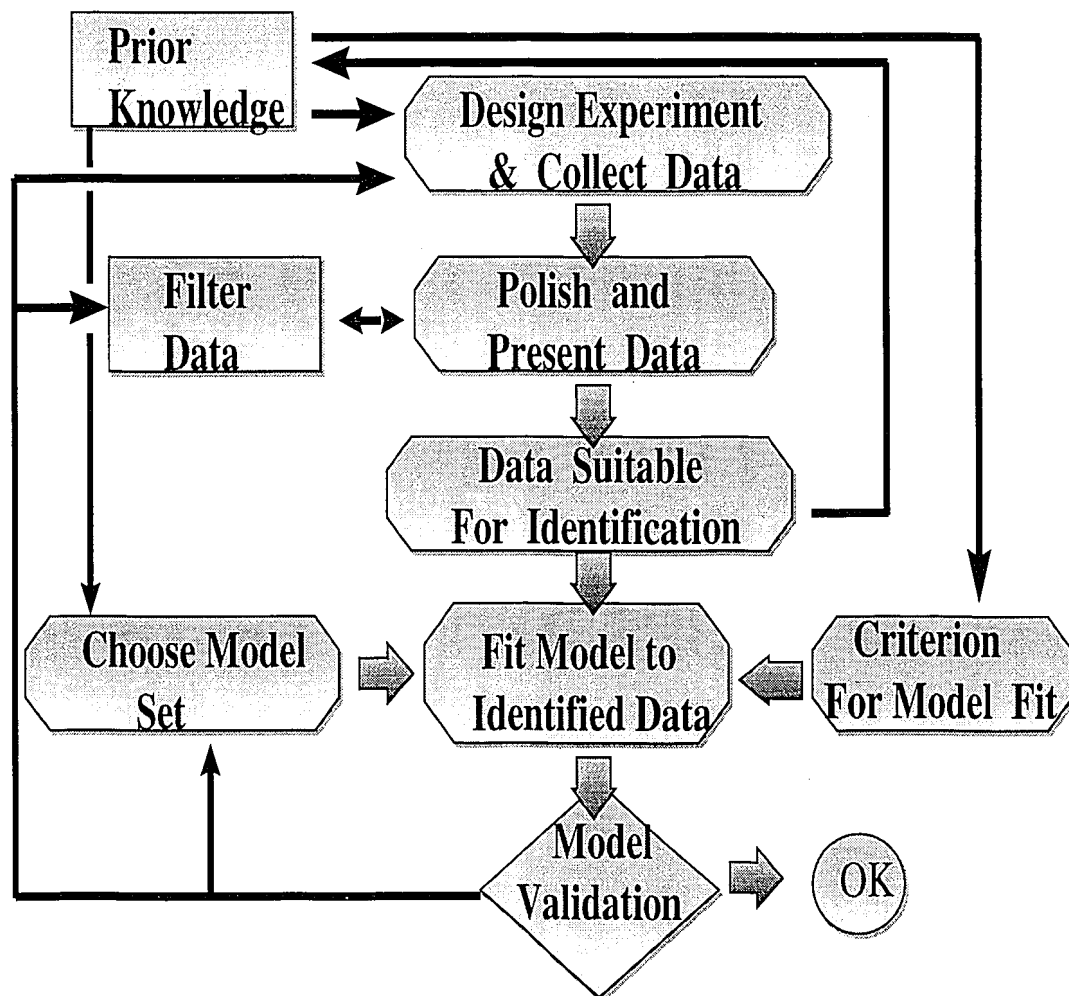 Prior
Knowledge
Design Experiment
& Collect Data
Filter
Data
Polish and
Present Data
Data Suitable
For Identification
Choose Model
Set
Fit Model to
Identified Data
Criterion
For Model Fit
Model
Validation
OK